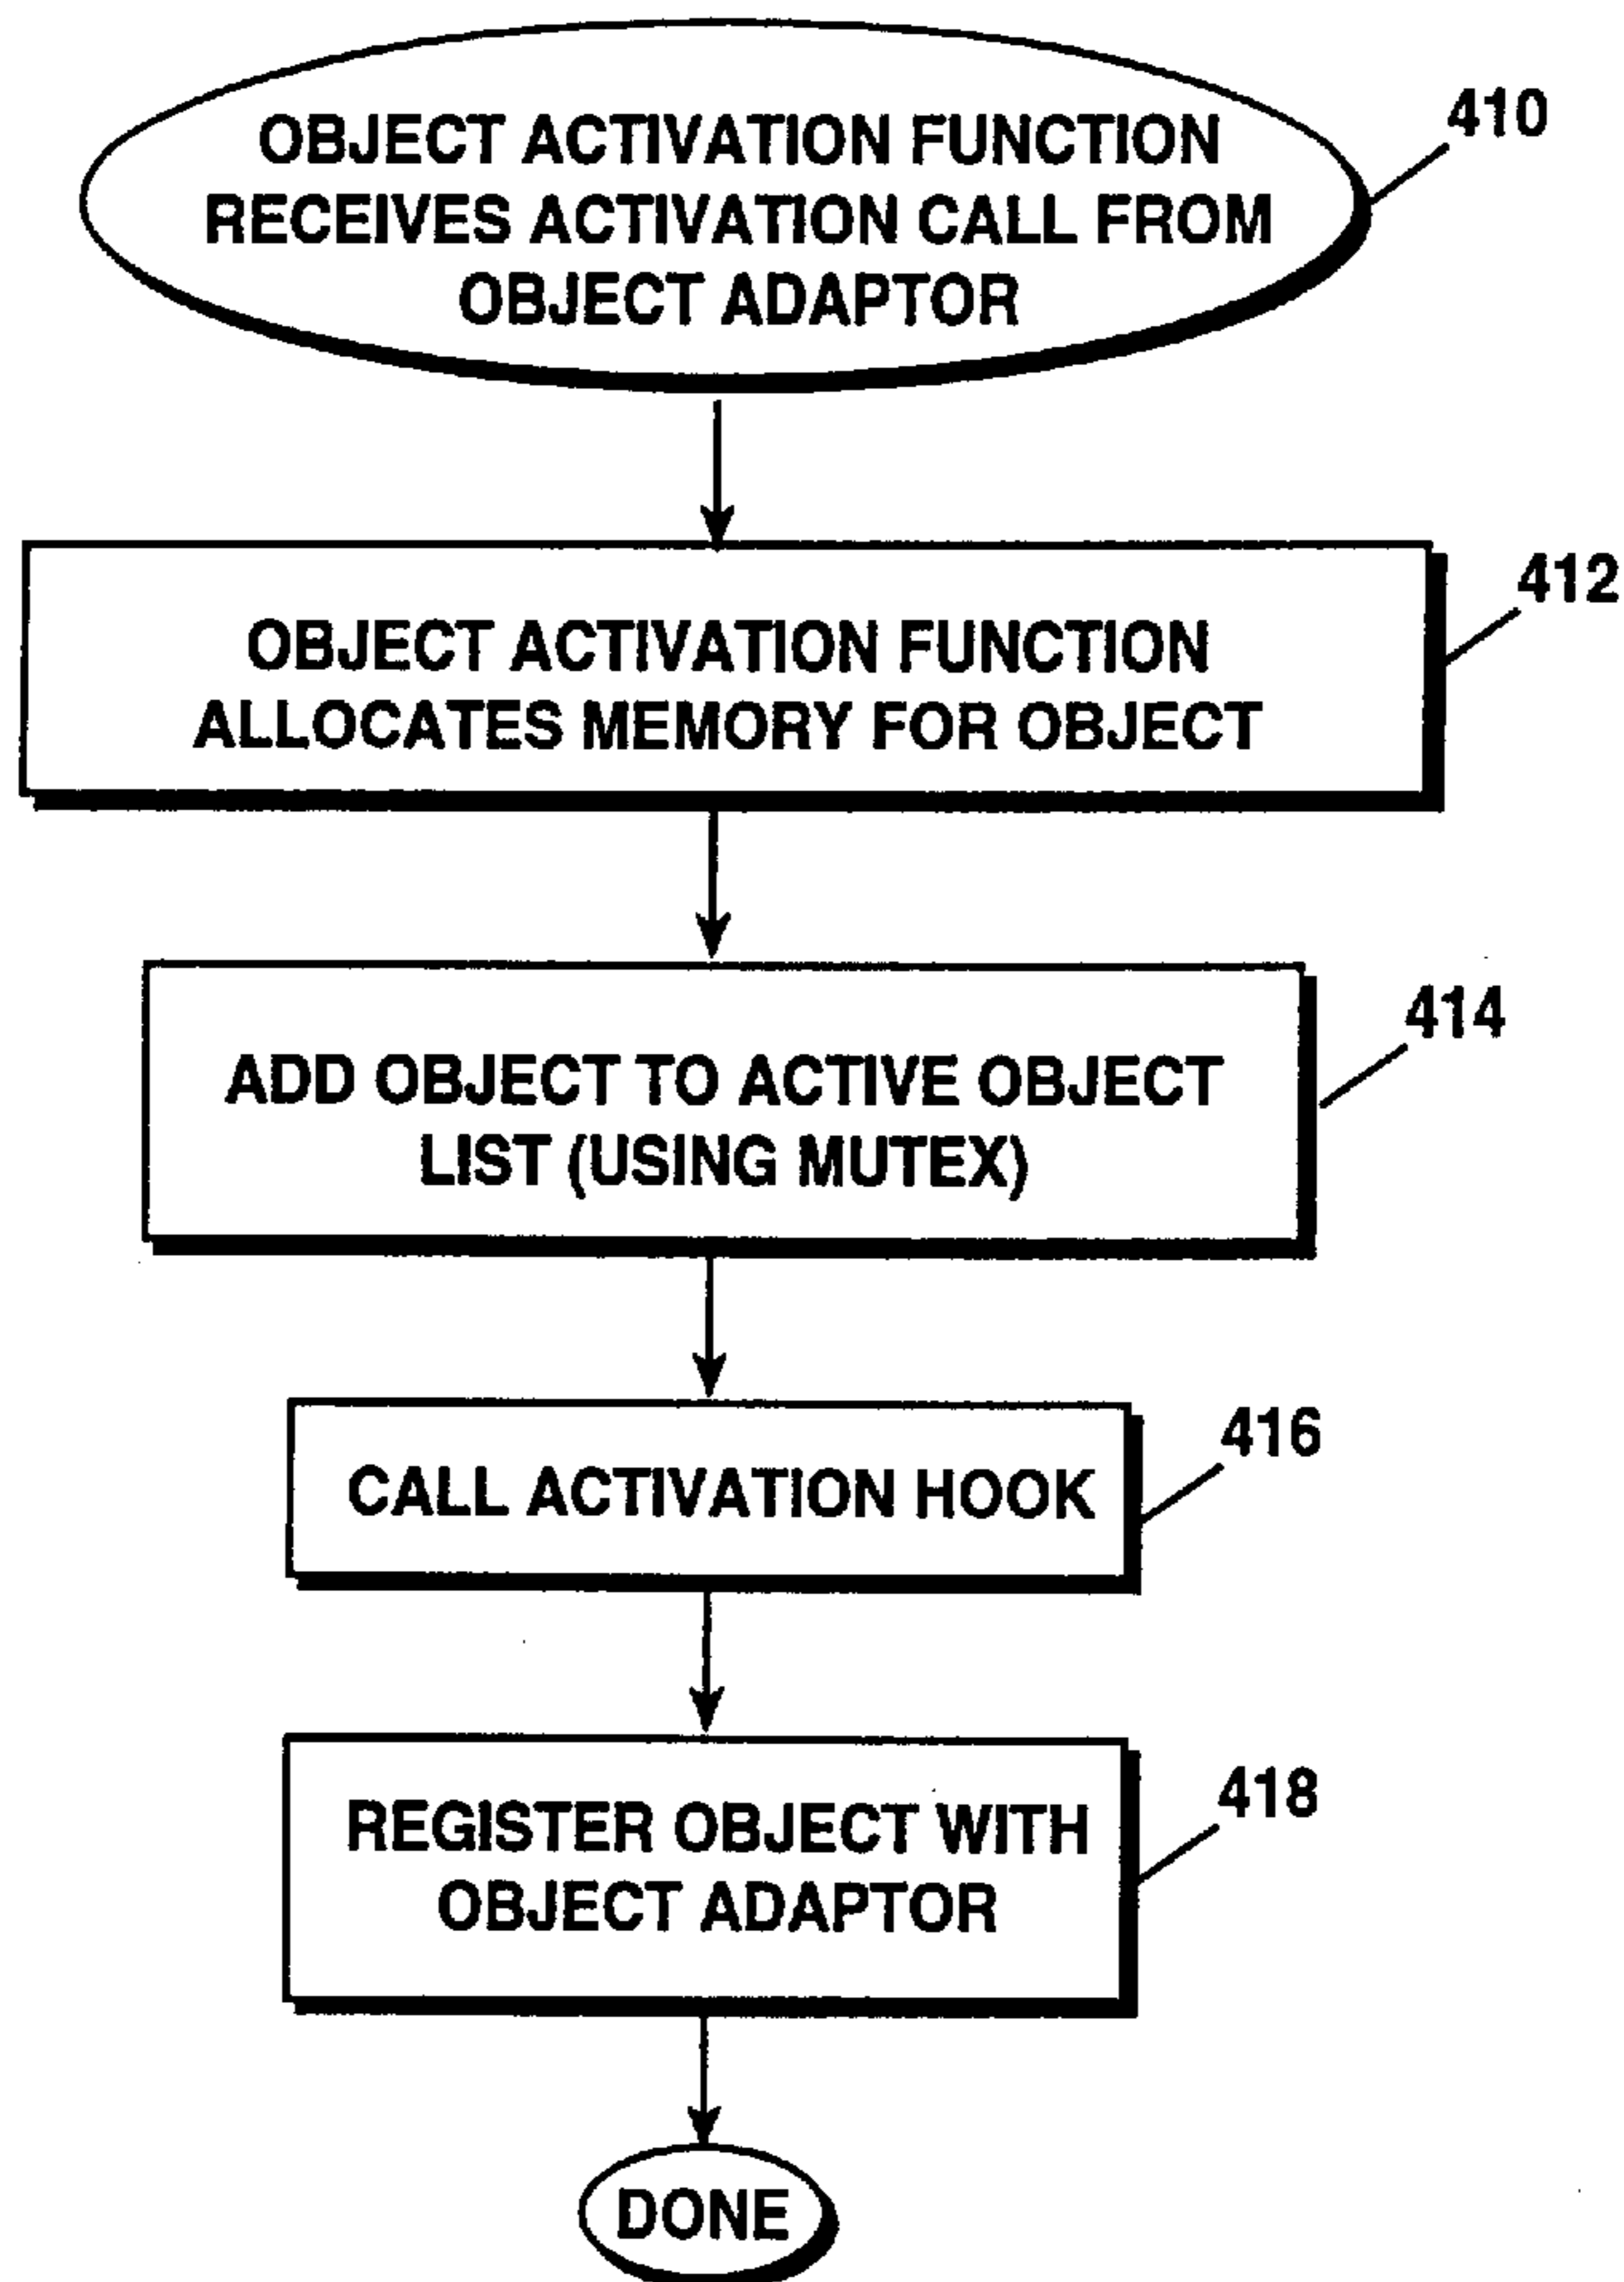 OBJECT ACTIVATION FUNCTION
RECEIVES ACTIVATION CALL FROM
OBJECT ADAPTOR
410
OBJECT ACTIVATION FUNCTION
ALLOCATES MEMORY FOR OBJECT
412
ADD OBJECT TO ACTIVE OBJECT
LIST (USING MUTEX)
414
CALL ACTIVATION HOOK
416
REGISTER OBJECT WITH
OBJECT ADAPTOR
418
DONE